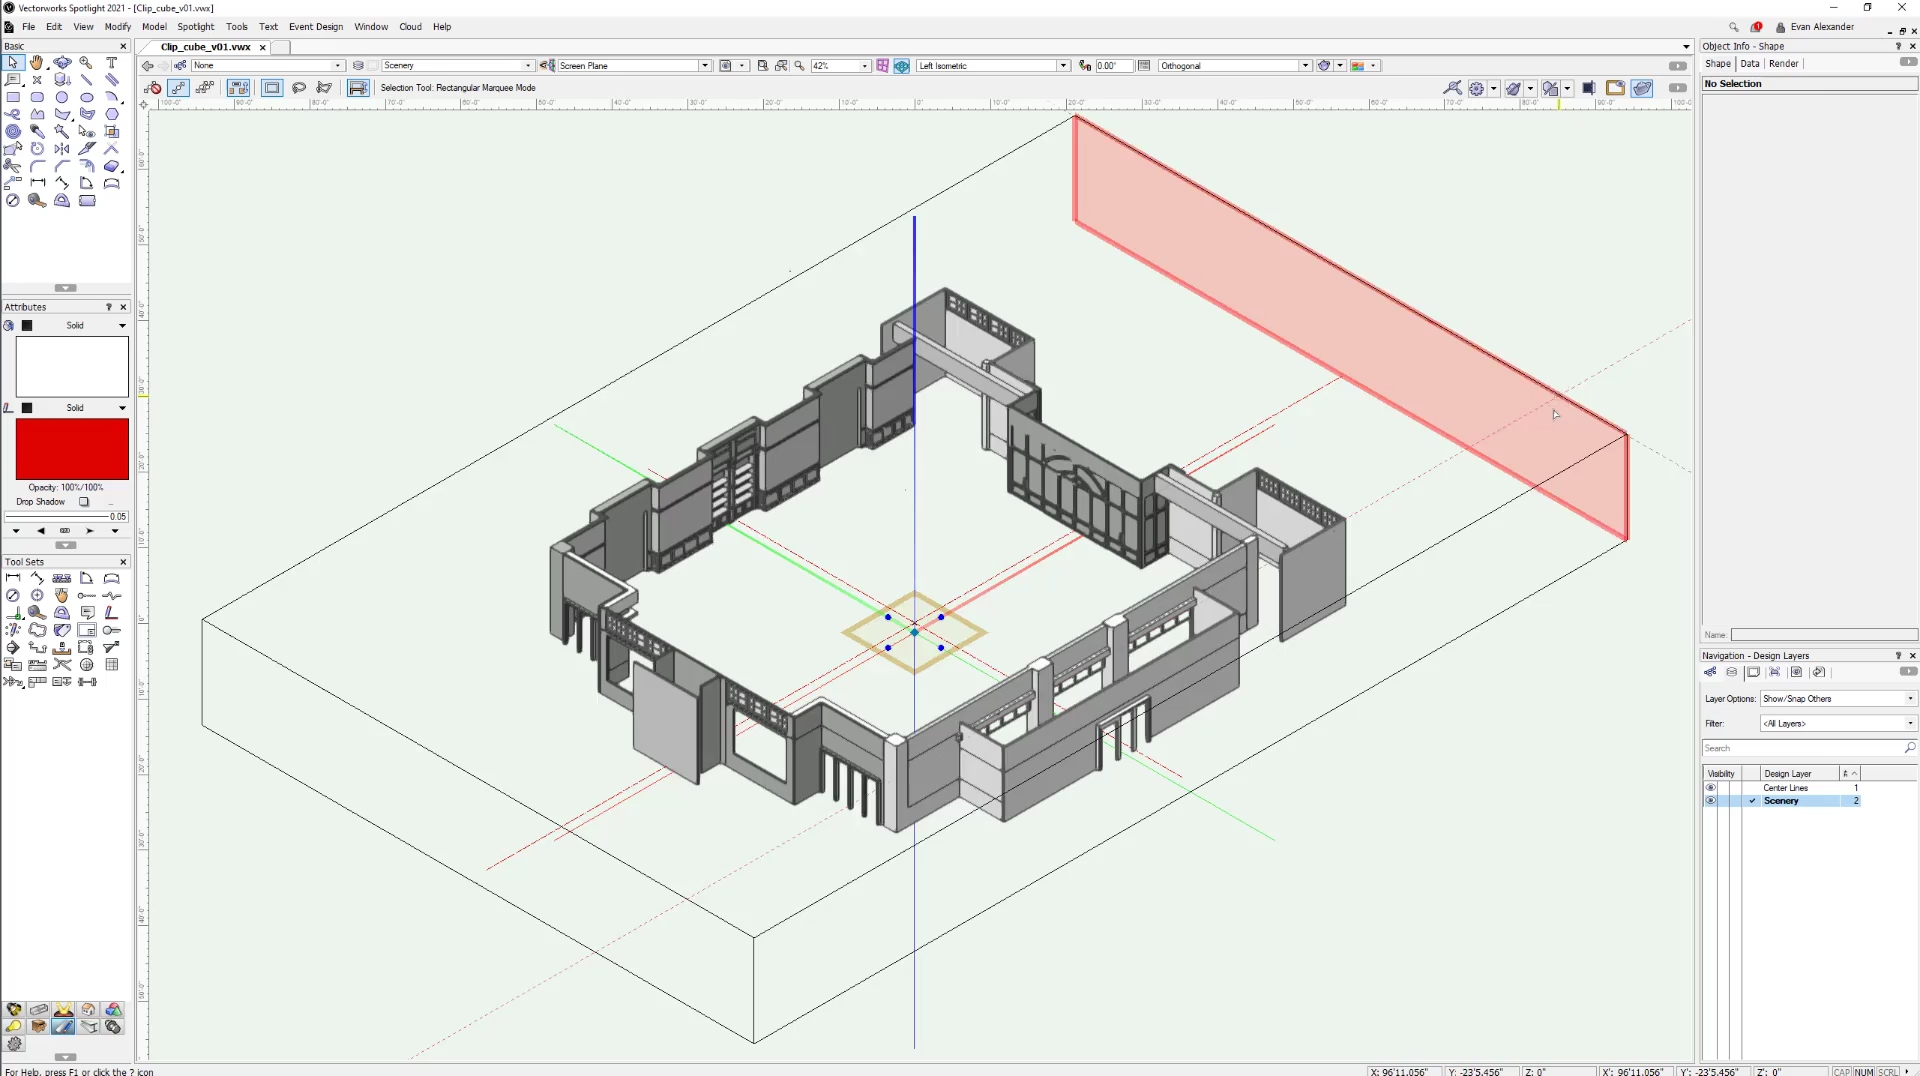 Vectorworks Spotlight 2021 - [Clip_cube_v01.vwx]
File Edit View Modify Model Spotlight Tools Text Event Design Window Cloud Help
Evan Alexander
Basic
Clip_cube_v01.vwx
None
Scenery
Screen Plane
42%
Left Isometric
0.00°
Orthogonal
Selection Tool: Rectangular Marquee Mode
Object Info - Shape
Shape Data Render
No Selection
Attributes
Solid
Solid
Opacity: 100%/100%
Drop Shadow
0.05
Tool Sets
Name:
Navigation - Design Layers
Layer Options: Show/Snap Others
Filter: <All Layers>
Search
Visibility Design Layer #
Center Lines 1
Scenery 2
For Help, press F1 or click the ? icon
X: 96'11.056" Y: -23'5.456" Z: 0" X': 96'11.056" Y': -23'5.456" Z': 0" CAP NUM SCRL